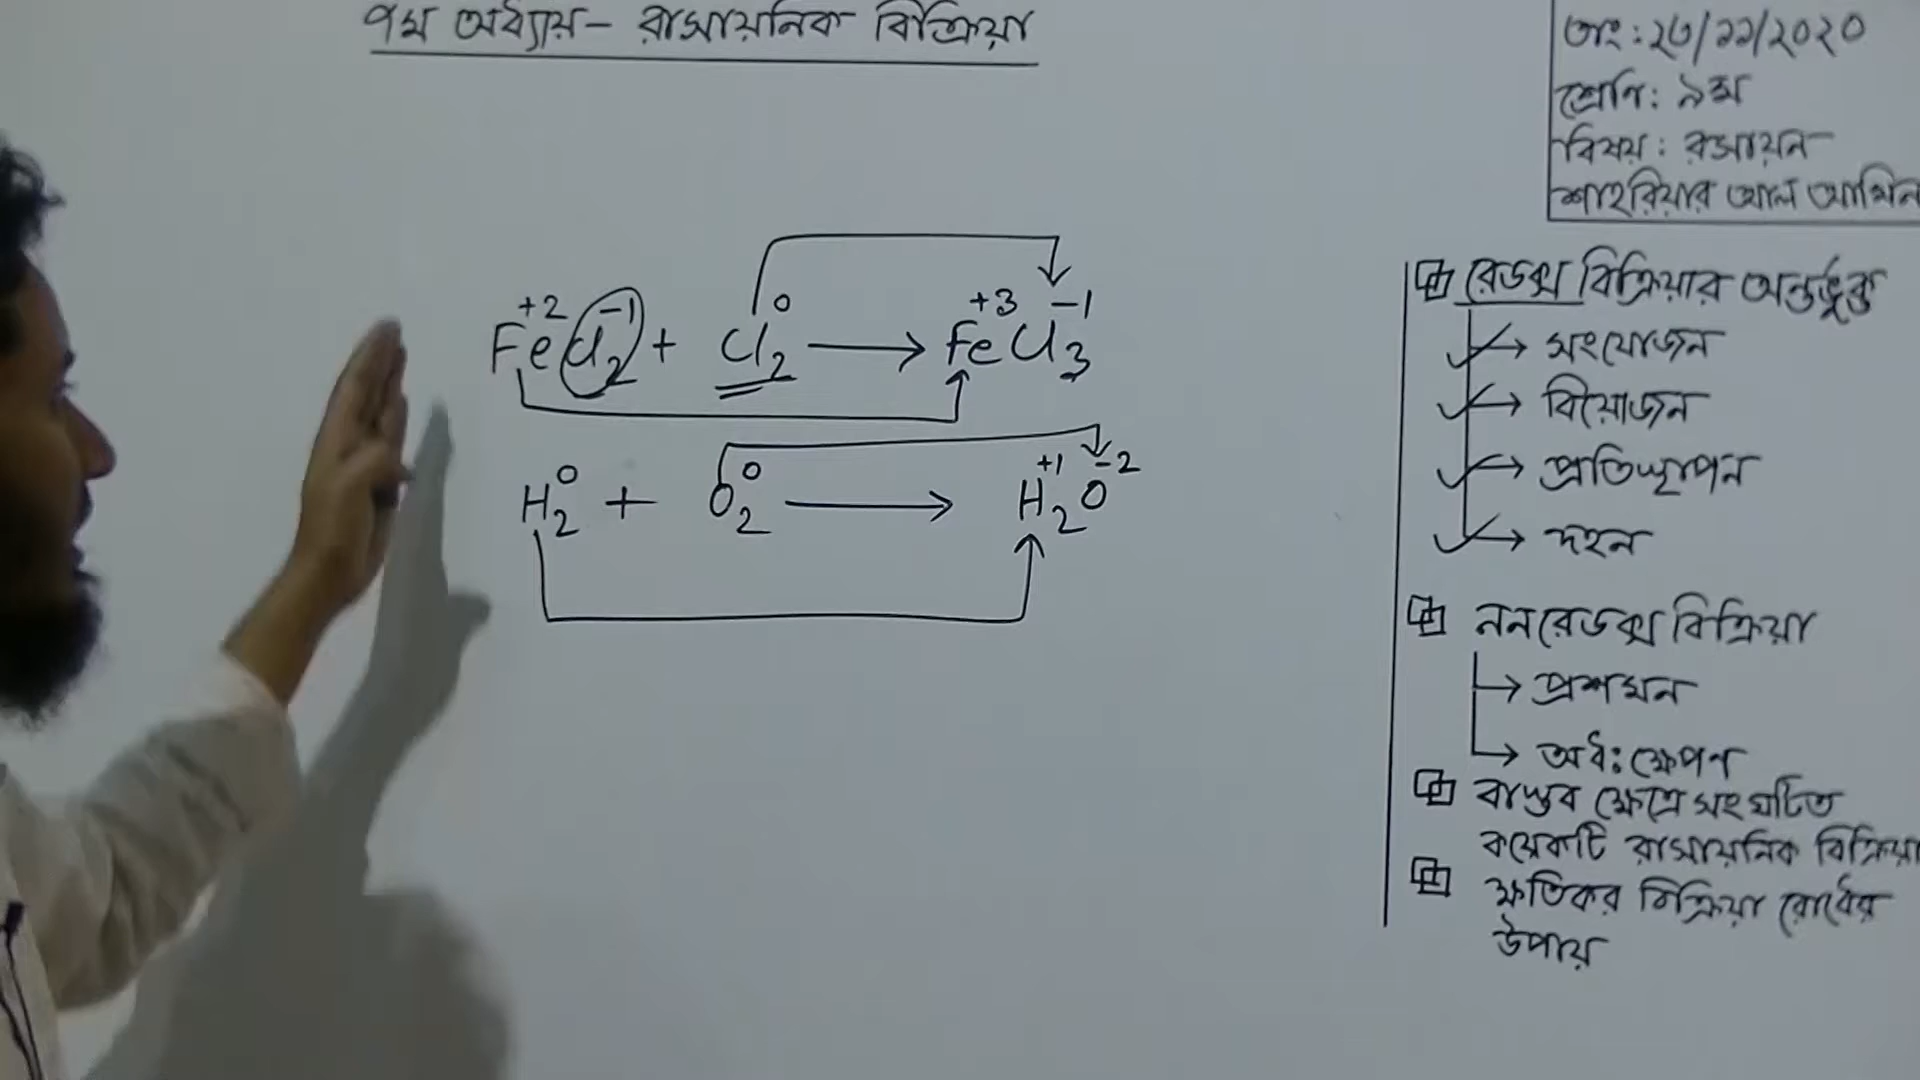 ৭ম অধ্যায়- রাসায়নিক বিক্রিয়া
তাং: ২৩/১১/২০২০
শ্রেণি: ৯ম
বিষয়: রসায়ন
শাহরিয়ার আল আমিন
+2 -1 0 +3 -1
FeCl2 + Cl2 → FeCl3
0 0 +1 -2
H2 + O2 → H2O
রেডক্স বিক্রিয়ার অন্তর্ভুক্ত
→ সংযোজন
→ বিয়োজন
→ প্রতিস্থাপন
→ দহন
ননরেডক্স বিক্রিয়া
→ প্রশমন
→ অধঃক্ষেপণ
বাস্তব ক্ষেত্রে সংঘটিত
কয়েকটি রাসায়নিক বিক্রিয়া
ক্ষতিকর বিক্রিয়া রোধের
উপায়